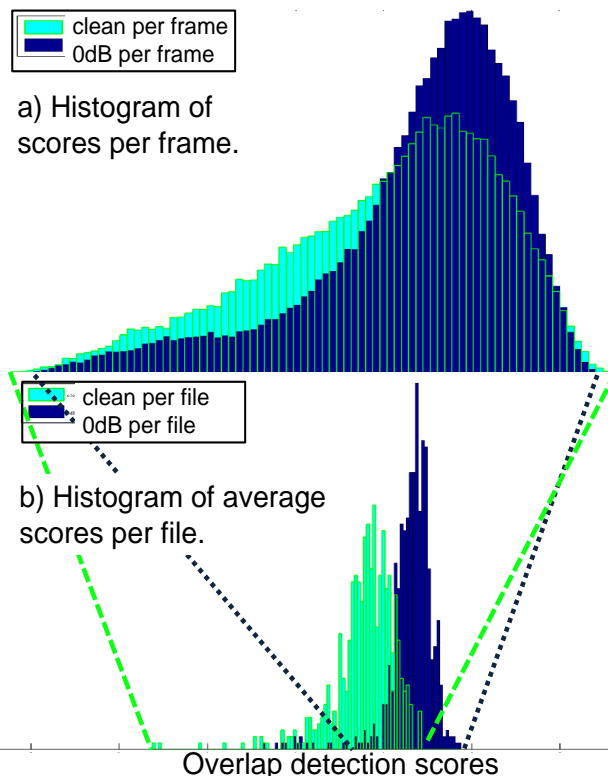 clean per frame
0dB per frame
a) Histogram of
scores per frame.
clean per file
0dB per file
b) Histogram of average
scores per file.
Overlap detection scores